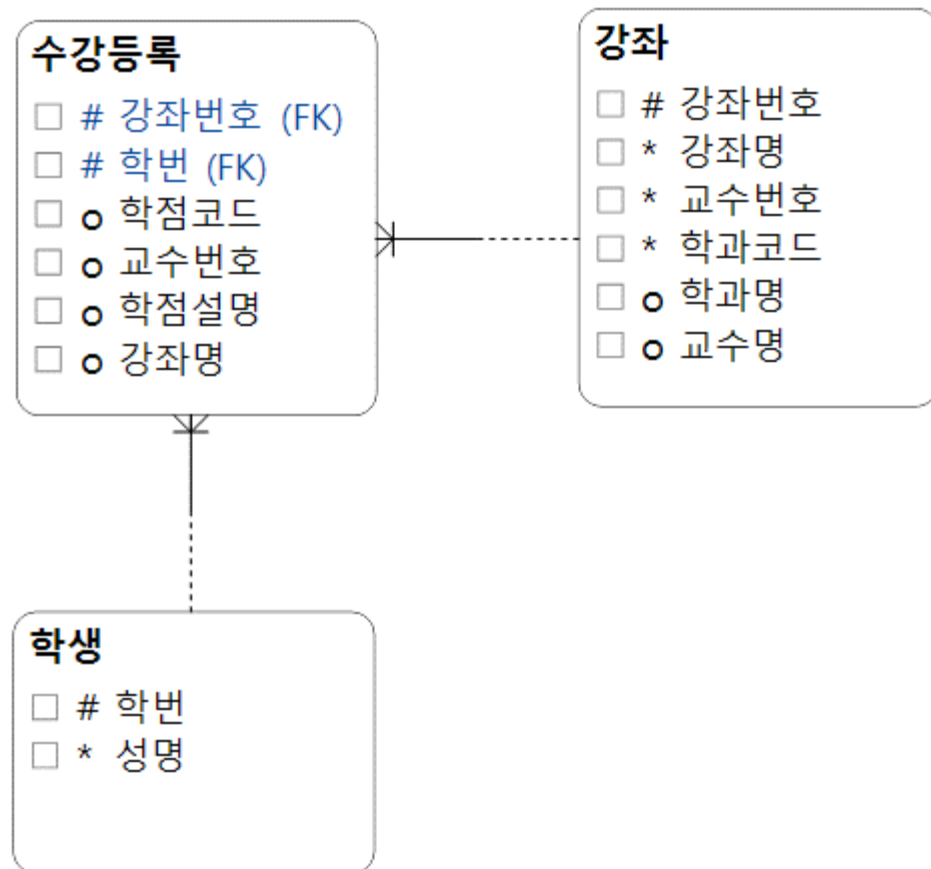 수강등록
# 강좌번호 (FK)
# 학번 (FK)
o 학점코드
o 교수번호
o 학점설명
o 강좌명
강좌
# 강좌번호
* 강좌명
* 교수번호
* 학과코드
o 학과명
o 교수명
학생
# 학번
* 성명